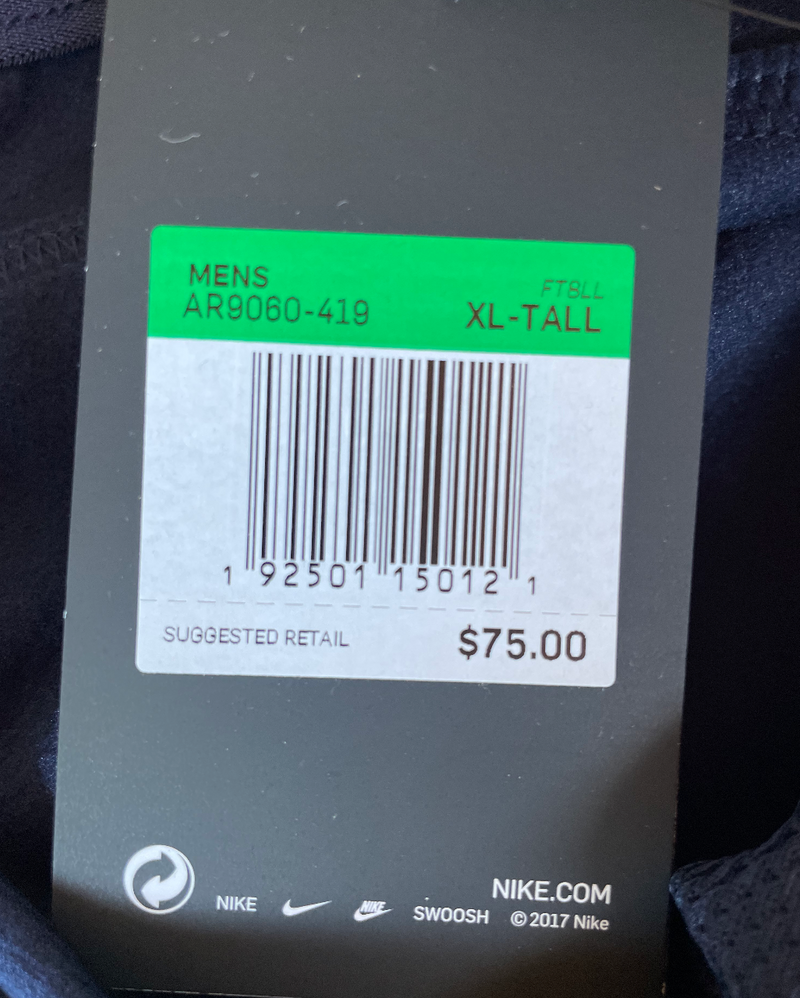 MENS
FTBLL
AR9060-419
XL-TALL
1 92501 15012 1
SUGGESTED RETAIL
$75.00
NIKE
NIKE
SWOOSH
NIKE.COM
© 2017 Nike